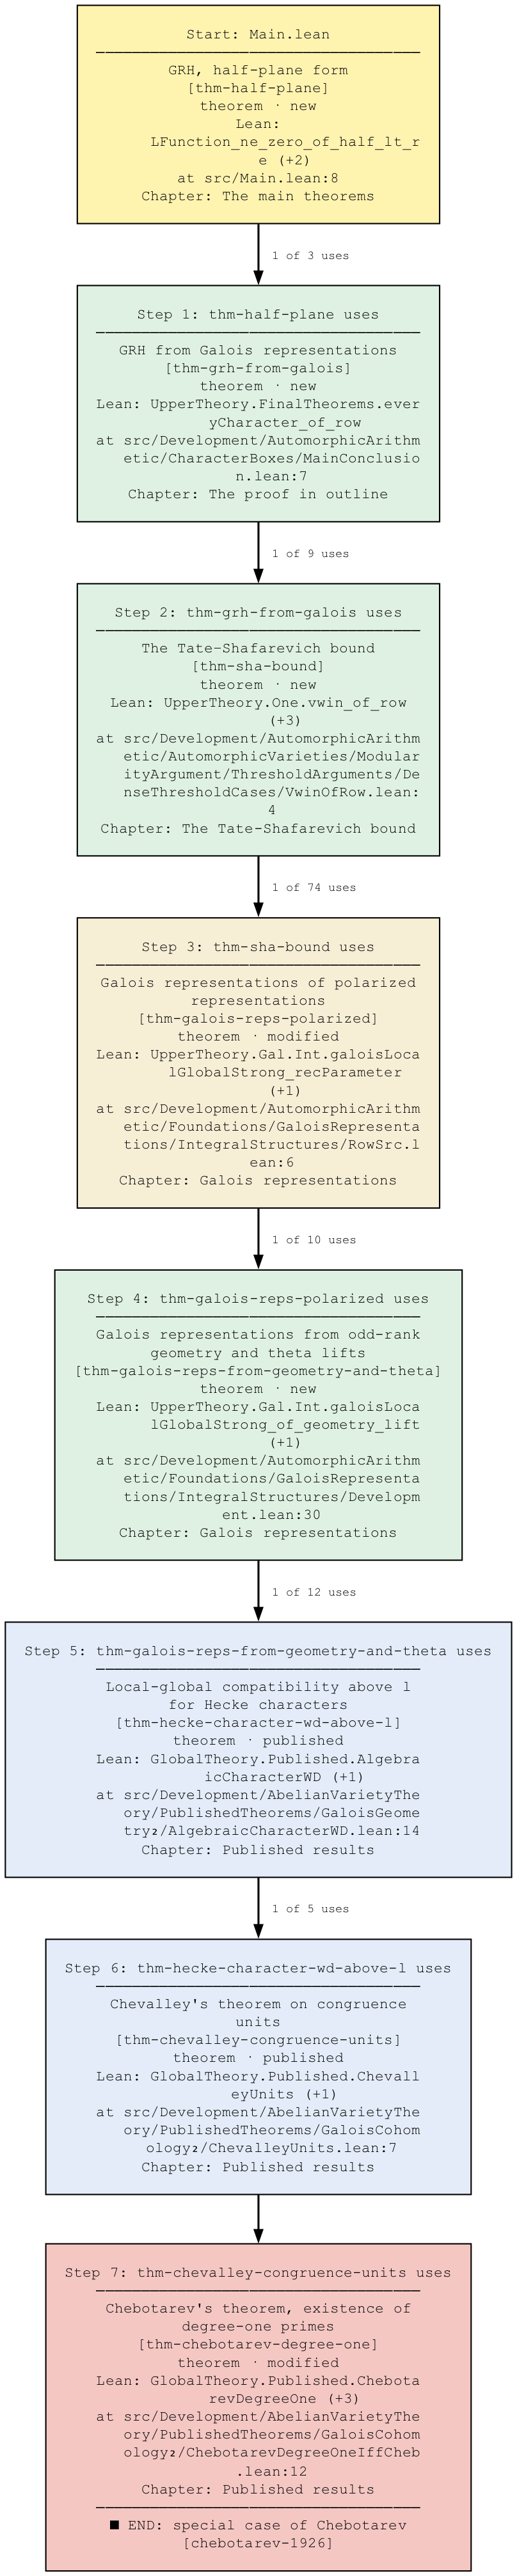 Start: Main.lean
GRH, half-plane form
[thm-half-plane]
theorem · new
Lean:
LFunction_ne_zero_of_half_lt_r
e (+2)
at src/Main.lean:8
Chapter: The main theorems
1 of 3 uses
Step 1: thm-half-plane uses
GRH from Galois representations
[thm-grh-from-galois]
theorem · new
Lean: UpperTheory.FinalTheorems.ever
yCharacter_of_row
at src/Development/AutomorphicArithm
etic/CharacterBoxes/MainConclusio
n.lean:7
Chapter: The proof in outline
1 of 9 uses
Step 2: thm-grh-from-galois uses
The Tate–Shafarevich bound
[thm-sha-bound]
theorem · new
Lean: UpperTheory.One.vwin_of_row
(+3)
at src/Development/AutomorphicArithm
etic/AutomorphicVarieties/Modular
ityArgument/ThresholdArguments/De
nseThresholdCases/VwinOfRow.lean:
4
Chapter: The Tate-Shafarevich bound
1 of 74 uses
Step 3: thm-sha-bound uses
Galois representations of polarized
representations
[thm-galois-reps-polarized]
theorem · modified
Lean: UpperTheory.Gal.Int.galoisLoca
lGlobalStrong_recParameter
(+1)
at src/Development/AutomorphicArithm
etic/Foundations/GaloisRepresenta
tions/IntegralStructures/RowSrc.l
ean:6
Chapter: Galois representations
1 of 10 uses
Step 4: thm-galois-reps-polarized uses
Galois representations from odd-rank
geometry and theta lifts
[thm-galois-reps-from-geometry-and-theta]
theorem · new
Lean: UpperTheory.Gal.Int.galoisLoca
lGlobalStrong_of_geometry_lift
(+1)
at src/Development/AutomorphicArithm
etic/Foundations/GaloisRepresenta
tions/IntegralStructures/Developm
ent.lean:30
Chapter: Galois representations
1 of 12 uses
Step 5: thm-galois-reps-from-geometry-and-theta uses
Local-global compatibility above l
for Hecke characters
[thm-hecke-character-wd-above-l]
theorem · published
Lean: GlobalTheory.Published.Algebra
icCharacterWD (+1)
at src/Development/AbelianVarietyThe
ory/PublishedTheorems/GaloisGeome
try₂/AlgebraicCharacterWD.lean:14
Chapter: Published results
1 of 5 uses
Step 6: thm-hecke-character-wd-above-l uses
Chevalley's theorem on congruence
units
[thm-chevalley-congruence-units]
theorem · published
Lean: GlobalTheory.Published.Chevall
eyUnits (+1)
at src/Development/AbelianVarietyThe
ory/PublishedTheorems/GaloisCohom
ology₂/ChevalleyUnits.lean:7
Chapter: Published results
Step 7: thm-chevalley-congruence-units uses
Chebotarev's theorem, existence of
degree-one primes
[thm-chebotarev-degree-one]
theorem · modified
Lean: GlobalTheory.Published.Chebota
revDegreeOne (+3)
at src/Development/AbelianVarietyThe
ory/PublishedTheorems/GaloisCohom
ology₂/ChebotarevDegreeOneIffCheb
.lean:12
Chapter: Published results
■ END: special case of Chebotarev
[chebotarev-1926]